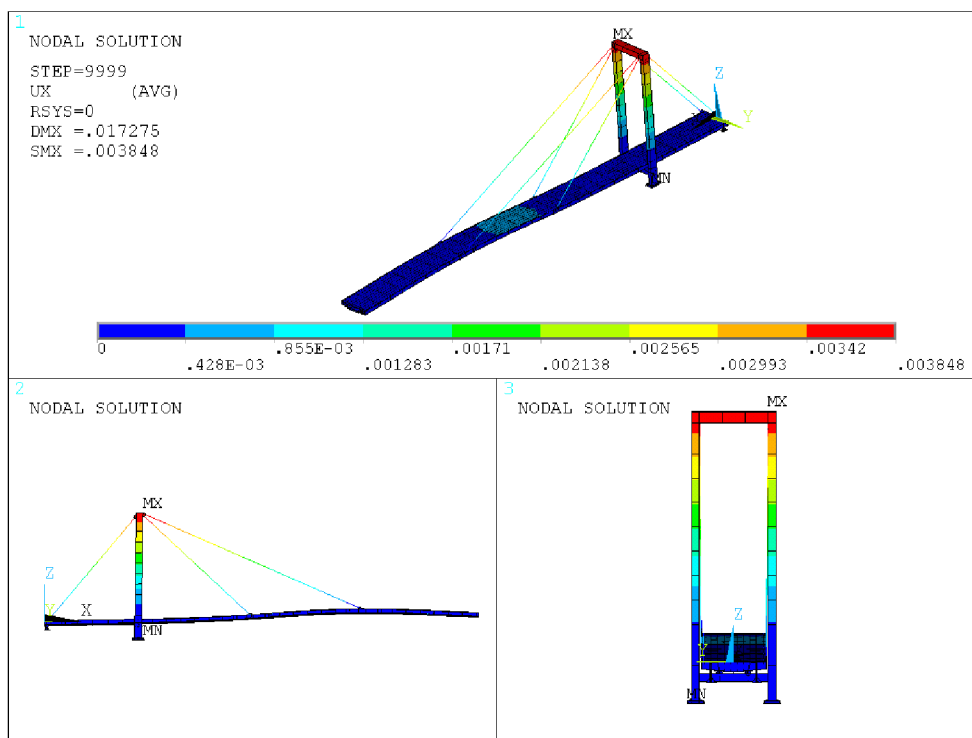 1
NODAL SOLUTION
STEP=9999
UX (AVG)
RSYS=0
DMX =.017275
SMX =.003848
MX
Z
Y
MN
0 .855E-03 .00171 .002565 .00342
.428E-03 .001283 .002138 .002993 .003848
2
NODAL SOLUTION
MX
Z
Y X
MN
3
NODAL SOLUTION
MX
Z
Y
MN